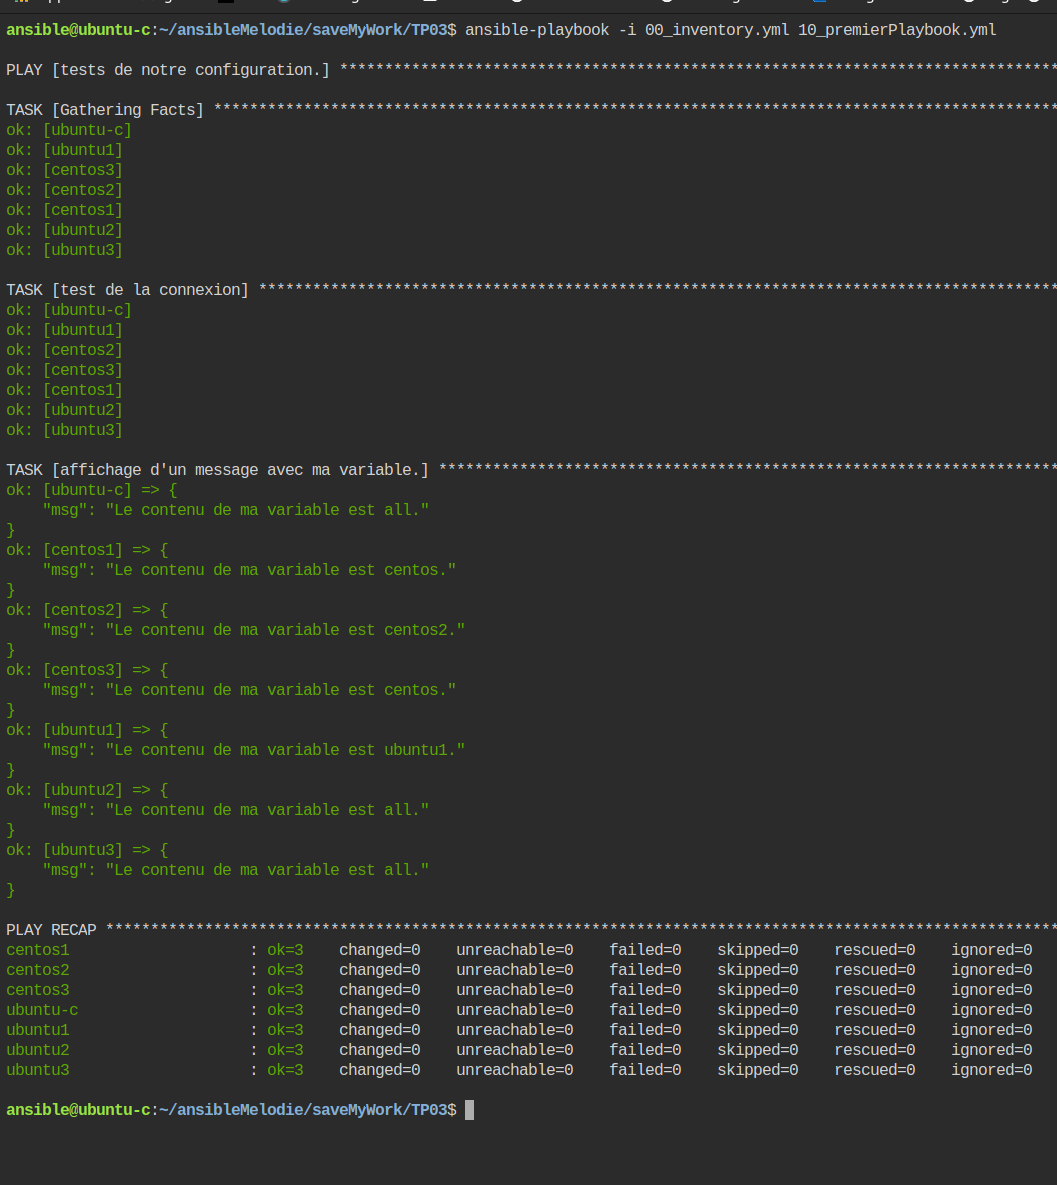 ansible@ubuntu-c:~/ansibleMelodie/saveMyWork/TP03$ ansible-playbook -i 00_inventory.yml 10_premierPlaybook.yml
PLAY [tests de notre configuration.] ********************************************************************************
TASK [Gathering Facts] **********************************************************************************************
ok: [ubuntu-c]
ok: [ubuntu1]
ok: [centos3]
ok: [centos2]
ok: [centos1]
ok: [ubuntu2]
ok: [ubuntu3]
TASK [test de la connexion] *****************************************************************************************
ok: [ubuntu-c]
ok: [ubuntu1]
ok: [centos2]
ok: [centos3]
ok: [centos1]
ok: [ubuntu2]
ok: [ubuntu3]
TASK [affichage d'un message avec ma variable.] *********************************************************************
ok: [ubuntu-c] => {
    "msg": "Le contenu de ma variable est all."
}
ok: [centos1] => {
    "msg": "Le contenu de ma variable est centos."
}
ok: [centos2] => {
    "msg": "Le contenu de ma variable est centos2."
}
ok: [centos3] => {
    "msg": "Le contenu de ma variable est centos."
}
ok: [ubuntu1] => {
    "msg": "Le contenu de ma variable est ubuntu1."
}
ok: [ubuntu2] => {
    "msg": "Le contenu de ma variable est all."
}
ok: [ubuntu3] => {
    "msg": "Le contenu de ma variable est all."
}
PLAY RECAP **********************************************************************************************************
centos1                    : ok=3    changed=0    unreachable=0    failed=0    skipped=0    rescued=0    ignored=0
centos2                    : ok=3    changed=0    unreachable=0    failed=0    skipped=0    rescued=0    ignored=0
centos3                    : ok=3    changed=0    unreachable=0    failed=0    skipped=0    rescued=0    ignored=0
ubuntu-c                   : ok=3    changed=0    unreachable=0    failed=0    skipped=0    rescued=0    ignored=0
ubuntu1                    : ok=3    changed=0    unreachable=0    failed=0    skipped=0    rescued=0    ignored=0
ubuntu2                    : ok=3    changed=0    unreachable=0    failed=0    skipped=0    rescued=0    ignored=0
ubuntu3                    : ok=3    changed=0    unreachable=0    failed=0    skipped=0    rescued=0    ignored=0
ansible@ubuntu-c:~/ansibleMelodie/saveMyWork/TP03$